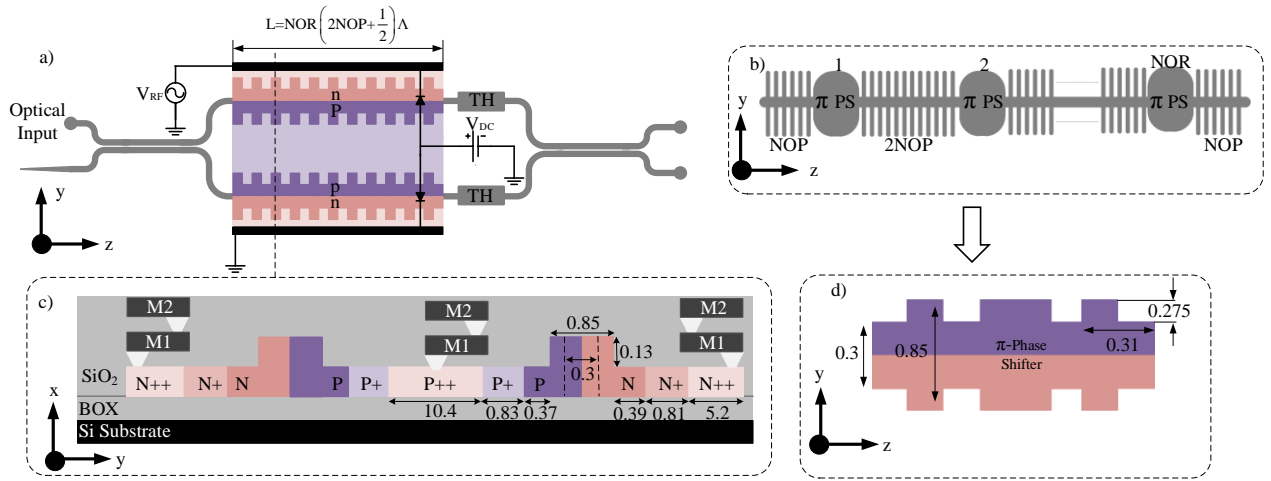 L=NOR(2NOP+1/2)Λ
a)
V_RF
Optical
Input
n
P
p
n
TH
TH
V_DC
+ -
y
z
b)
1
2
NOR
π PS
π PS
π PS
y
NOP
2NOP
NOP
z
c)
M2
M2
M2
M1
M1
M1
0.85
0.13
0.3
SiO₂
N++
N+
N
P
P+
P++
P+
P
N
N+
N++
10.4
0.83
0.37
0.39
0.81
5.2
BOX
Si Substrate
x
y
d)
0.275
0.3
0.85
π-Phase
Shifter
0.31
y
z